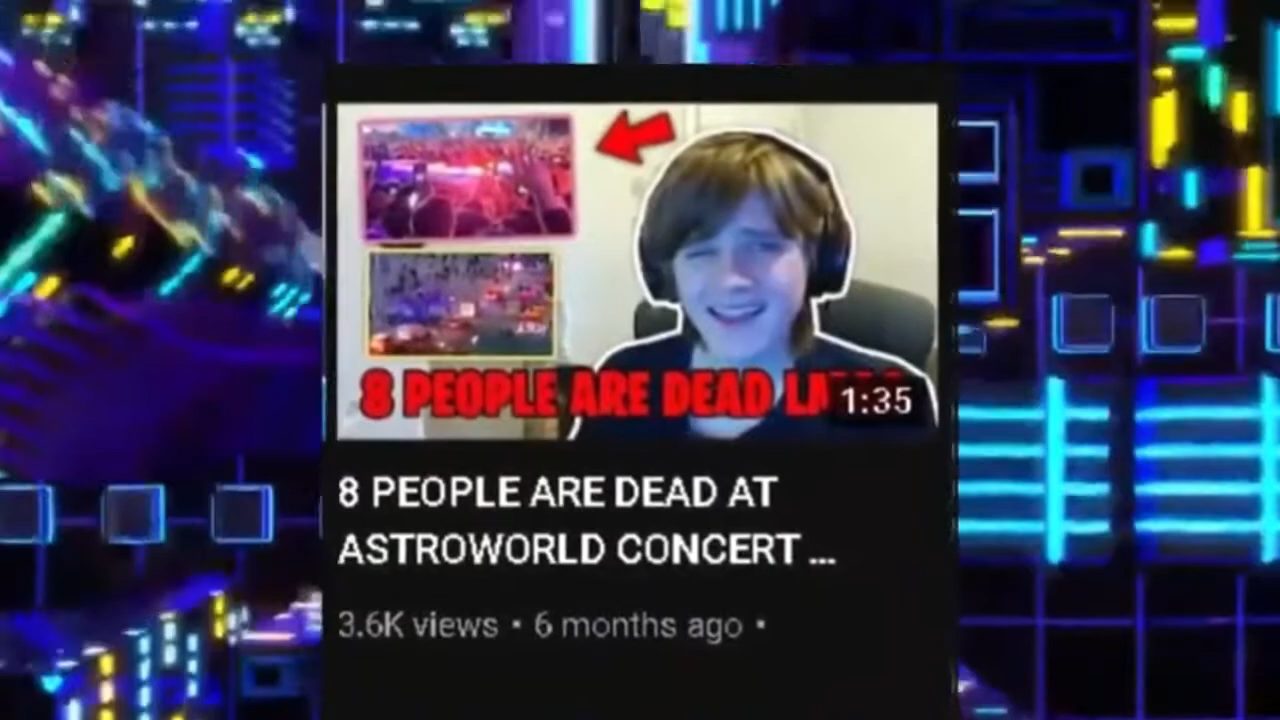 8 PEOPLE ARE DEAD
1:35
8 PEOPLE ARE DEAD AT
ASTROWORLD CONCERT ...
3.6K views • 6 months ago •